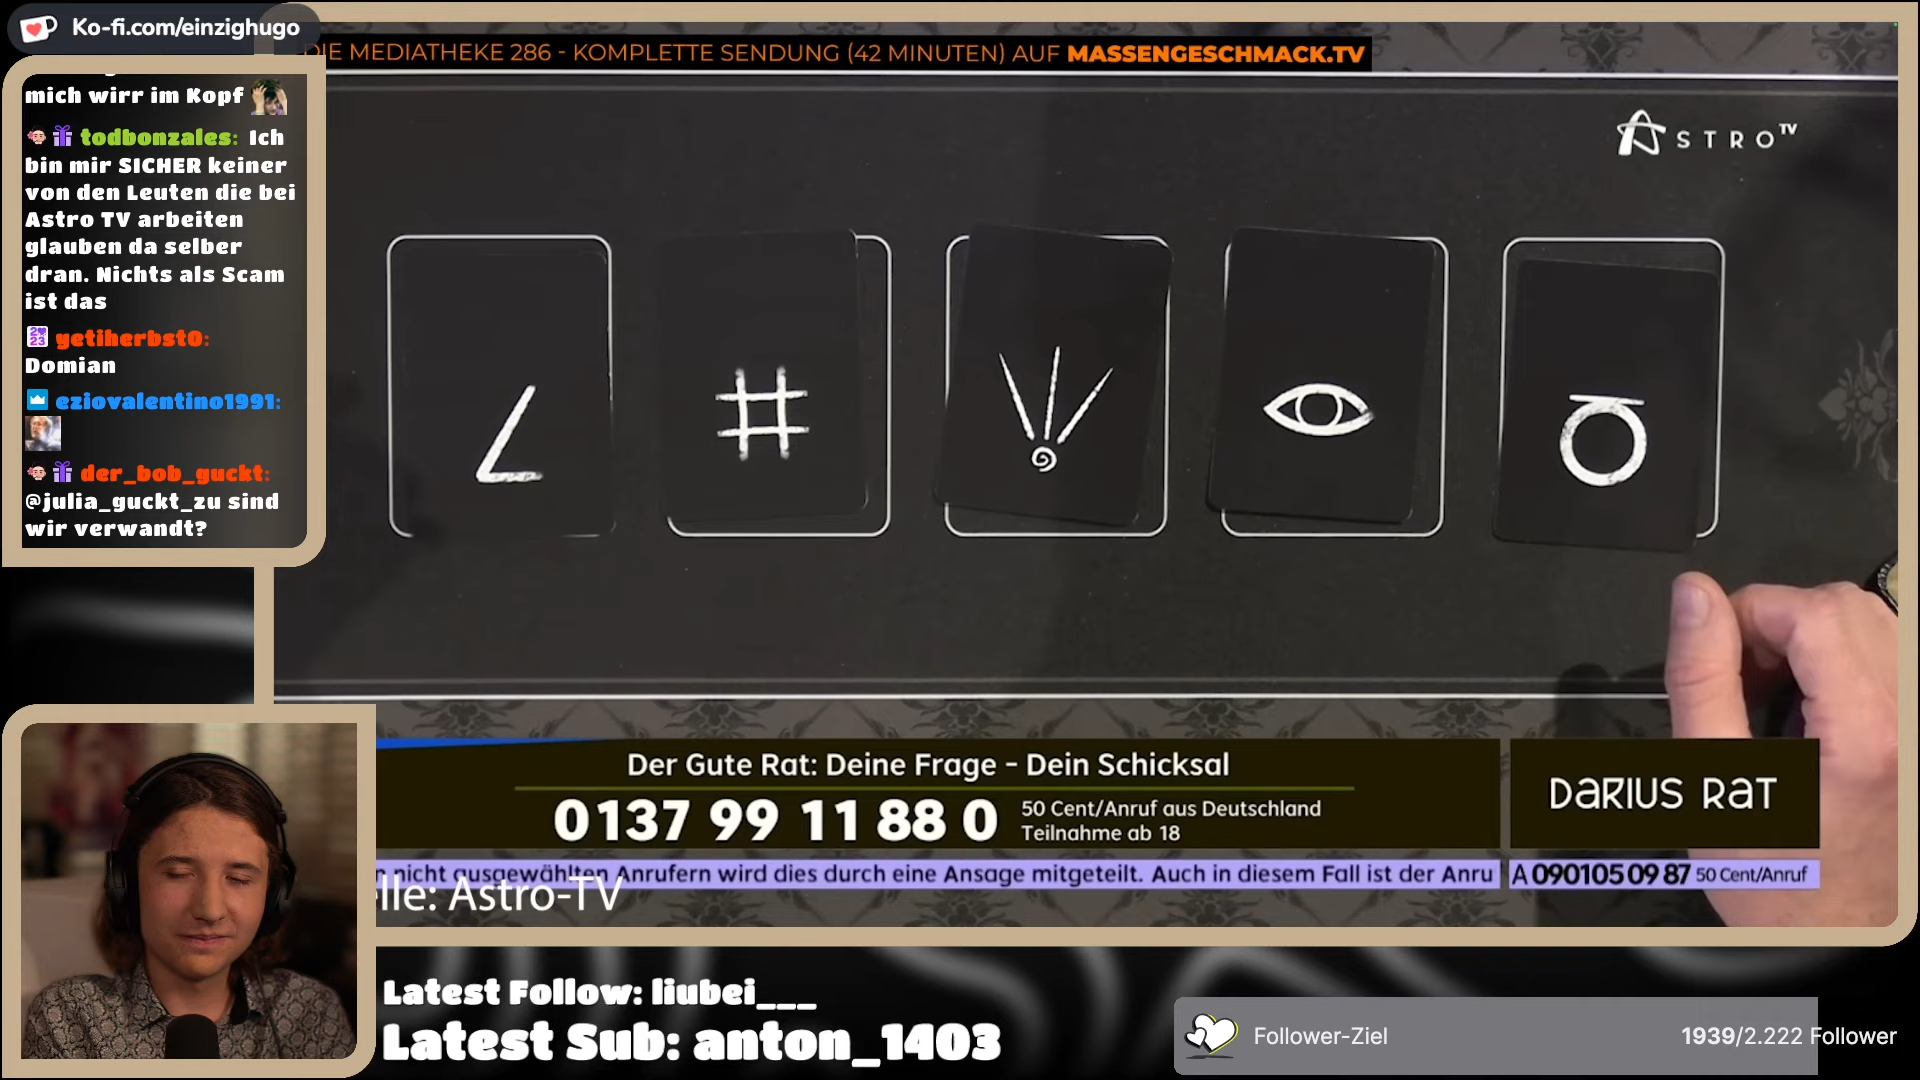 Ko-fi.com/einzighugo
DIE MEDIATHEKE 286 - KOMPLETTE SENDUNG (42 MINUTEN) AUF MASSENGESCHMACK.TV
mich wirr im Kopf
todbonzales: Ich
bin mir SICHER keiner
von den Leuten die bei
Astro TV arbeiten
glauben da selber
dran. Nichts als Scam
ist das
yetiherbst0:
Domian
eziovalentino1991:
der_bob_guckt:
@julia_guckt_zu sind
wir verwandt?
ASTRO TV
Der Gute Rat: Deine Frage - Dein Schicksal
0137 99 11 88 0
50 Cent/Anruf aus Deutschland
Teilnahme ab 18
DARIUS RAT
nicht ausgewählten Anrufern wird dies durch eine Ansage mitgeteilt. Auch in diesem Fall ist der Anru
A 090105 09 87 50 Cent/Anruf
lle: Astro-TV
Latest Follow: liubei___
Latest Sub: anton_1403
Follower-Ziel
1939/2.222 Follower